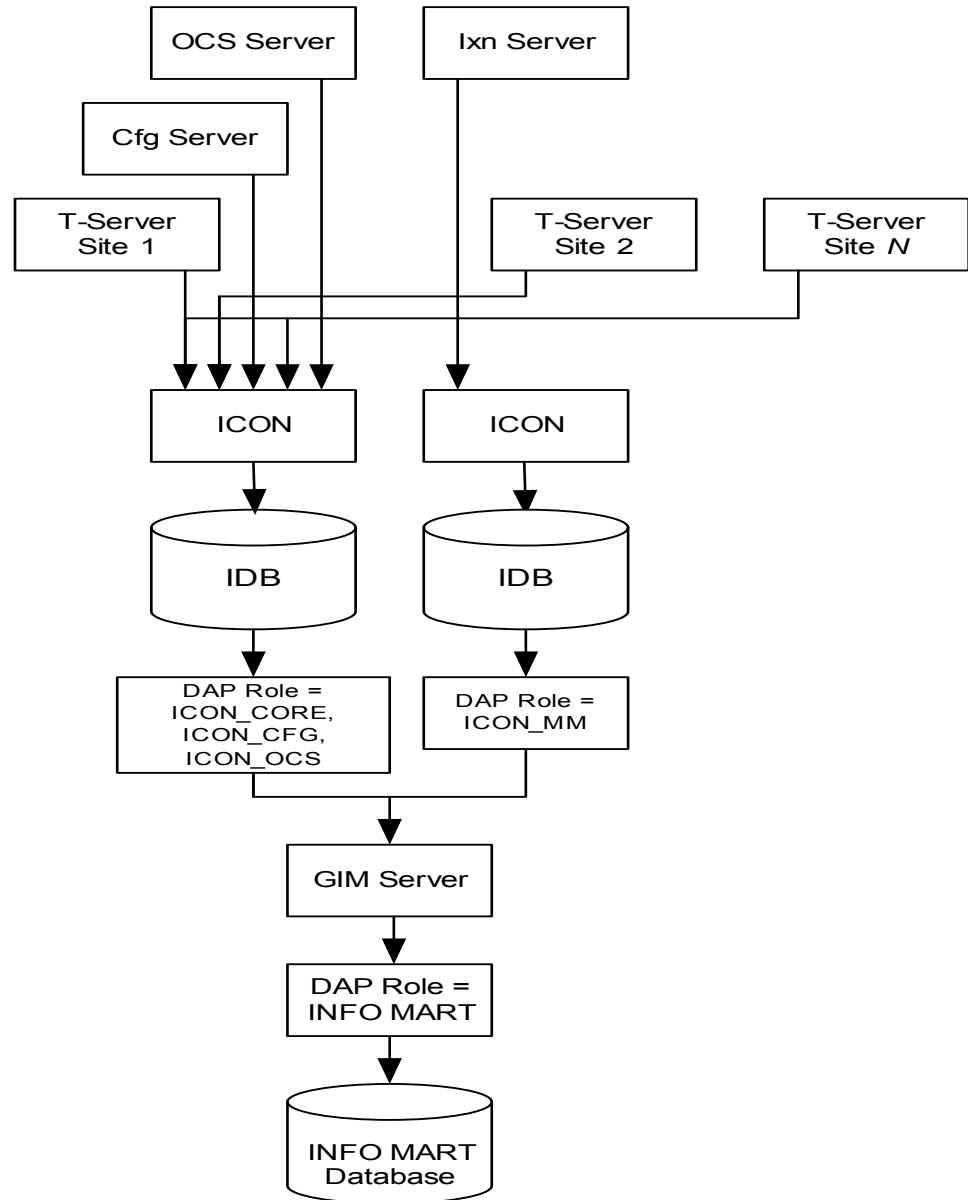 OCS Server
Ixn Server
Cfg Server
T-Server
Site 1
T-Server
Site 2
T-Server
Site N
ICON
ICON
IDB
IDB
DAP Role =
ICON_CORE,
ICON_CFG,
ICON_OCS
DAP Role =
ICON_MM
GIM Server
DAP Role =
INFO MART
INFO MART
Database